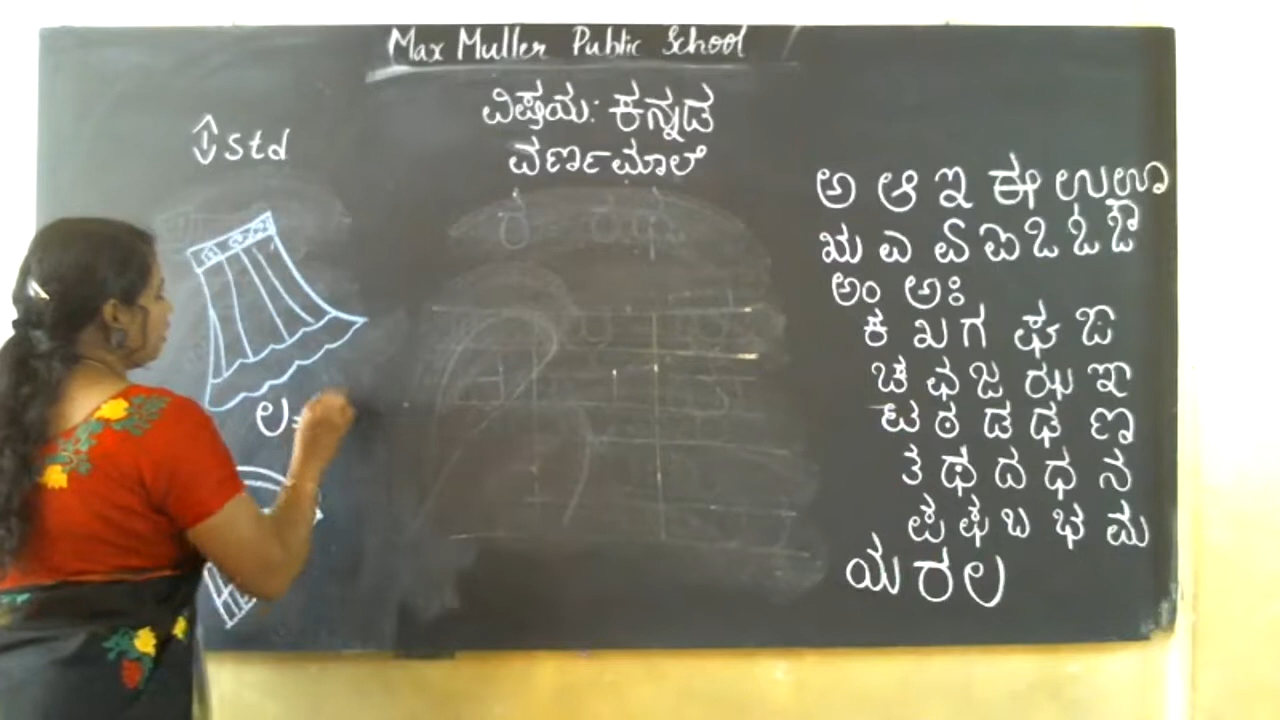 Max Muller Public School
ವಿಷಯ: ಕನ್ನಡ
ವರ್ಣಮಾಲೆ
I Std
ಲ
ಅ ಆ ಇ ಈ ಉ ಊ
ಋ ಎ ಏ ಐ ಒ ಓ ಔ
ಅಂ ಅಃ
ಕ ಖ ಗ ಘ ಙ
ಚ ಛ ಜ ಝ ಞ
ಟ ಠ ಡ ಢ ಣ
ತ ಥ ದ ಧ ನ
ಪ ಫ ಬ ಭ ಮ
ಯ ರ ಲ